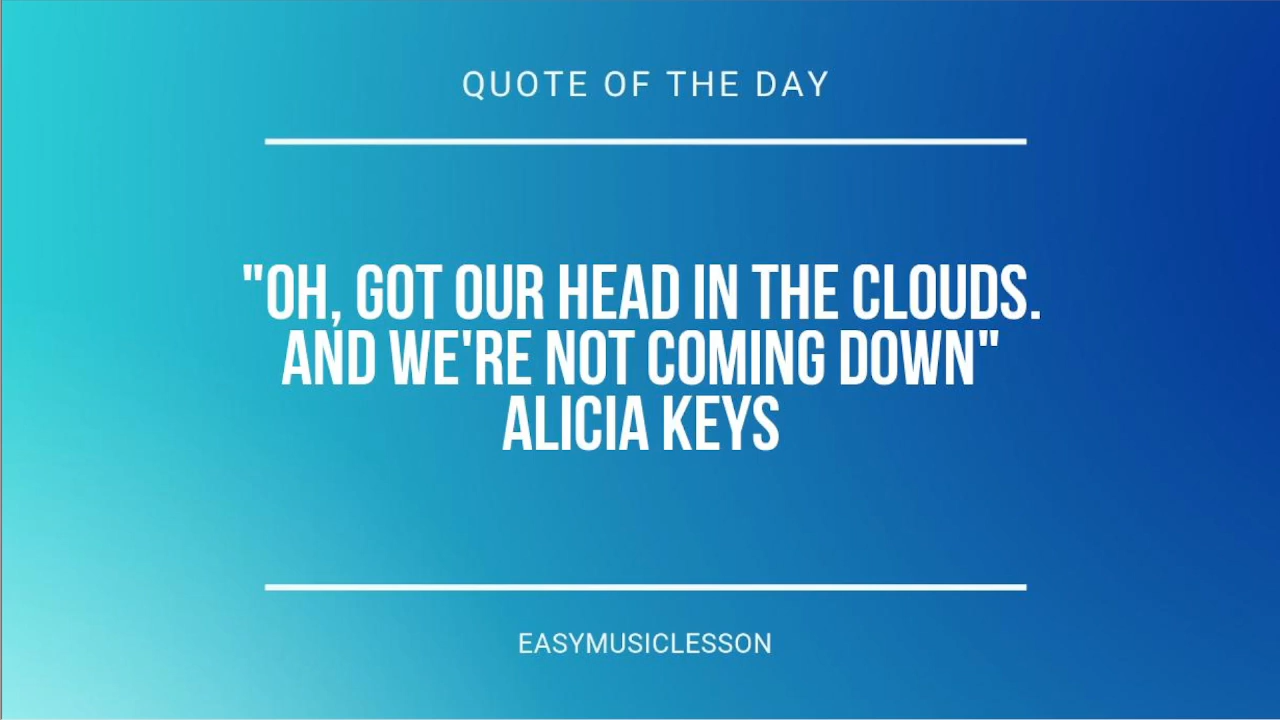 QUOTE OF THE DAY
"OH, GOT OUR HEAD IN THE CLOUDS.
AND WE'RE NOT COMING DOWN"
ALICIA KEYS
EASYMUSICLESSON